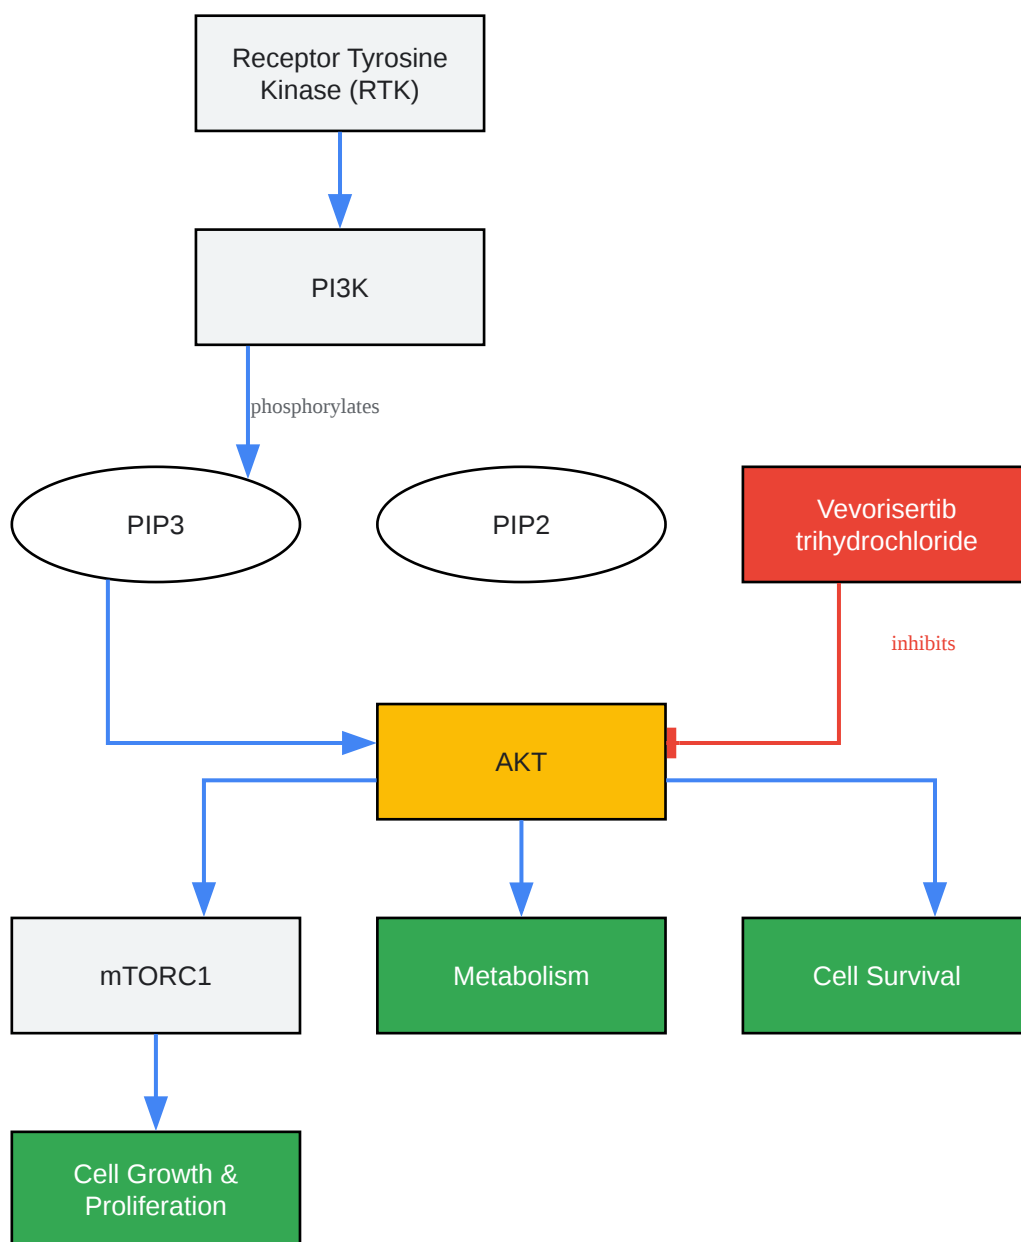 Receptor Tyrosine
Kinase (RTK)
PI3K
phosphorylates
PIP3
PIP2
Vevorisertib
trihydrochloride
inhibits
AKT
mTORC1
Metabolism
Cell Survival
Cell Growth &
Proliferation